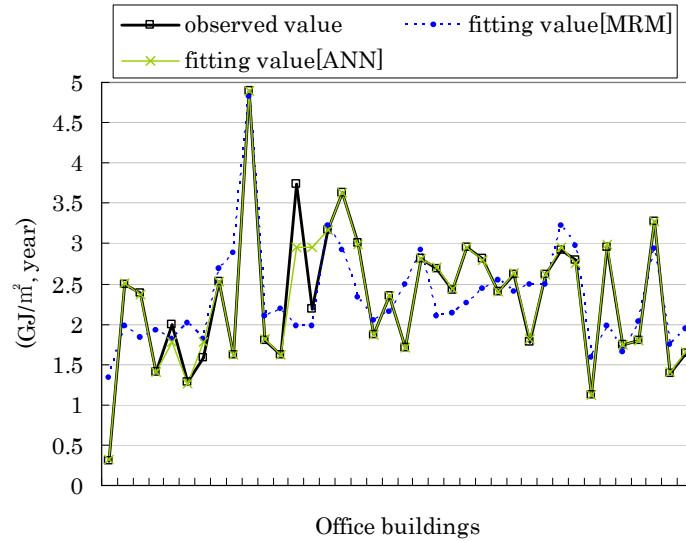 observed value
fitting value[MRM]
fitting value[ANN]
5
4.5
4
3.5
3
2.5
2
1.5
1
0.5
0
((GJ/㎡, year)
Office buildings